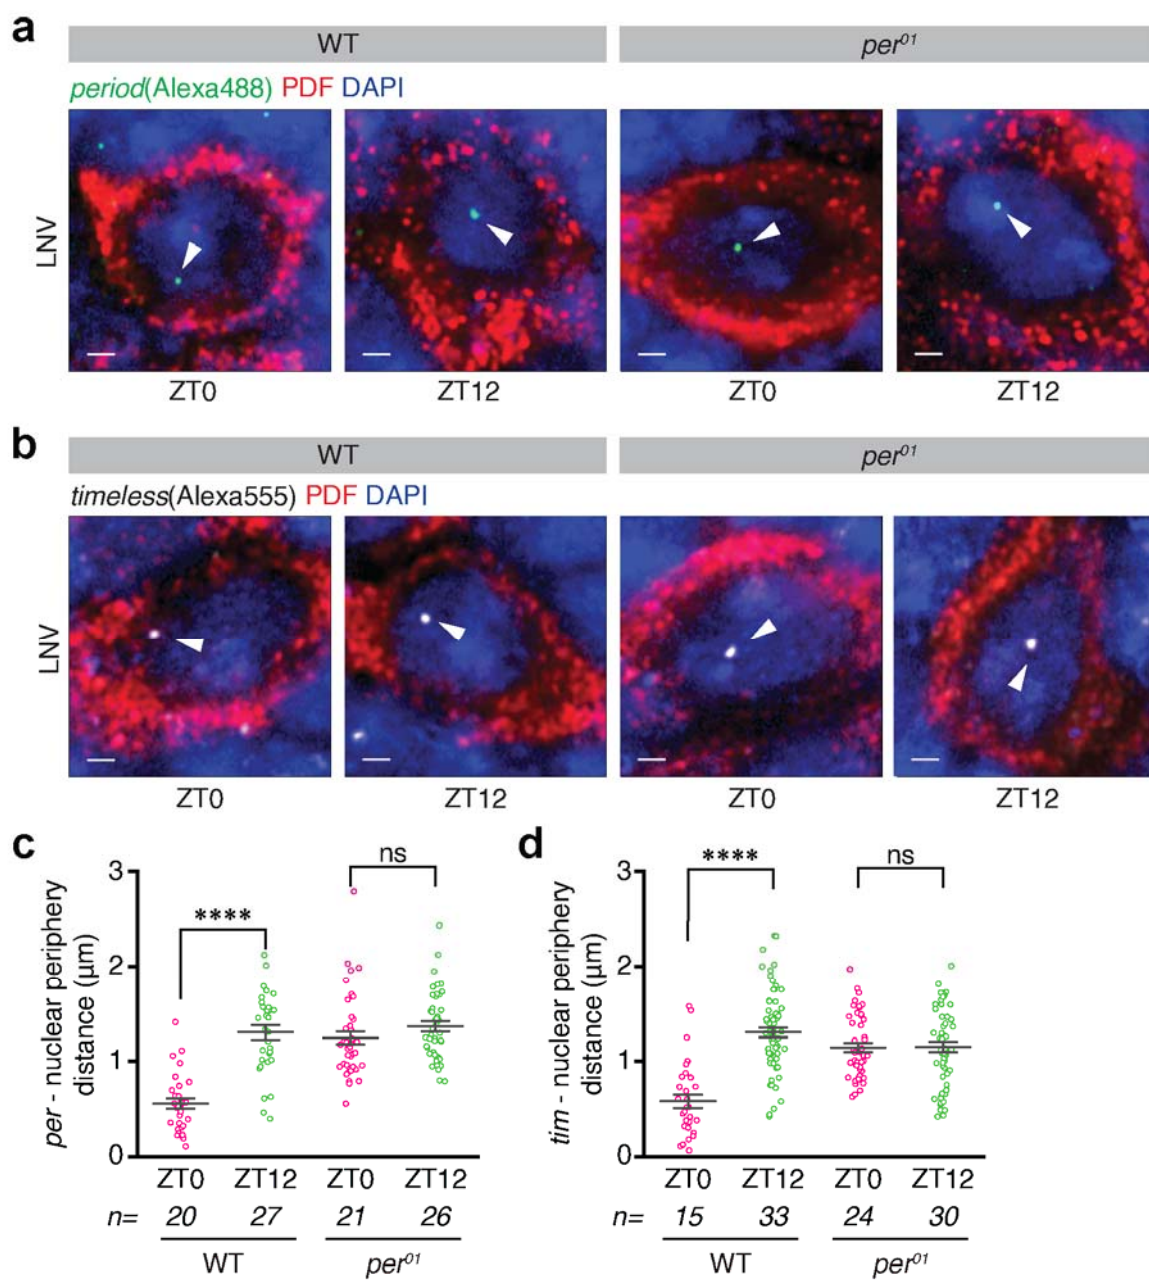 a
WT
per01
period(Alexa488) PDF DAPI
LNV
ZT0
ZT12
ZT0
ZT12
b
WT
per01
timeless(Alexa555) PDF DAPI
LNV
ZT0
ZT12
ZT0
ZT12
c
per - nuclear periphery
distance (µm)
3
2
1
0
****
ns
ZT0 ZT12 ZT0 ZT12
n= 20 27 21 26
WT per01
d
tim - nuclear periphery
distance (µm)
3
2
1
0
****
ns
ZT0 ZT12 ZT0 ZT12
n= 15 33 24 30
WT per01